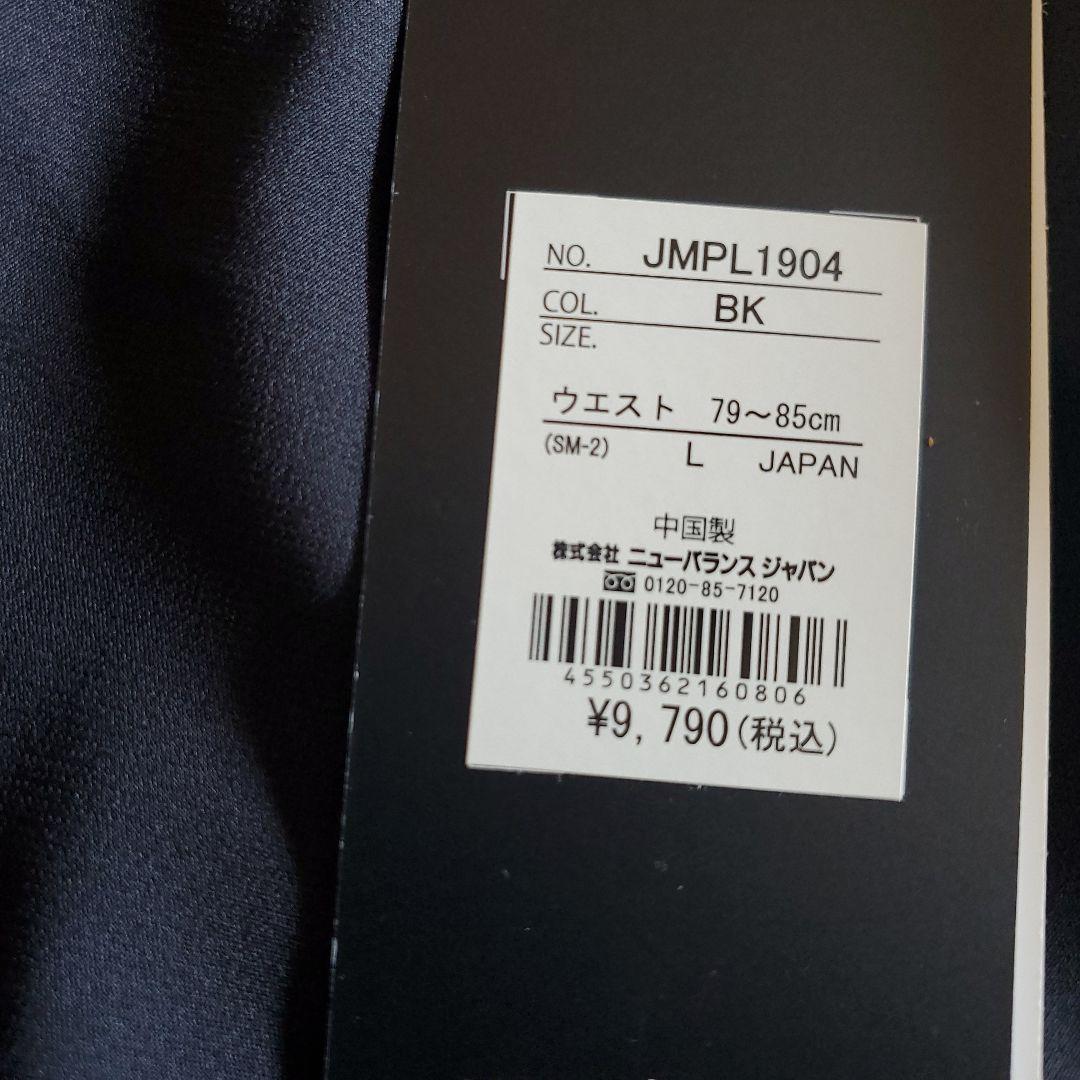 NO. JMPL1904
COL. BK
SIZE.
ウエスト 79～85cm
(SM-2) L JAPAN
中国製
株式会社 ニューバランス ジャパン
0120-85-7120
4550362160806
¥9,790(税込)